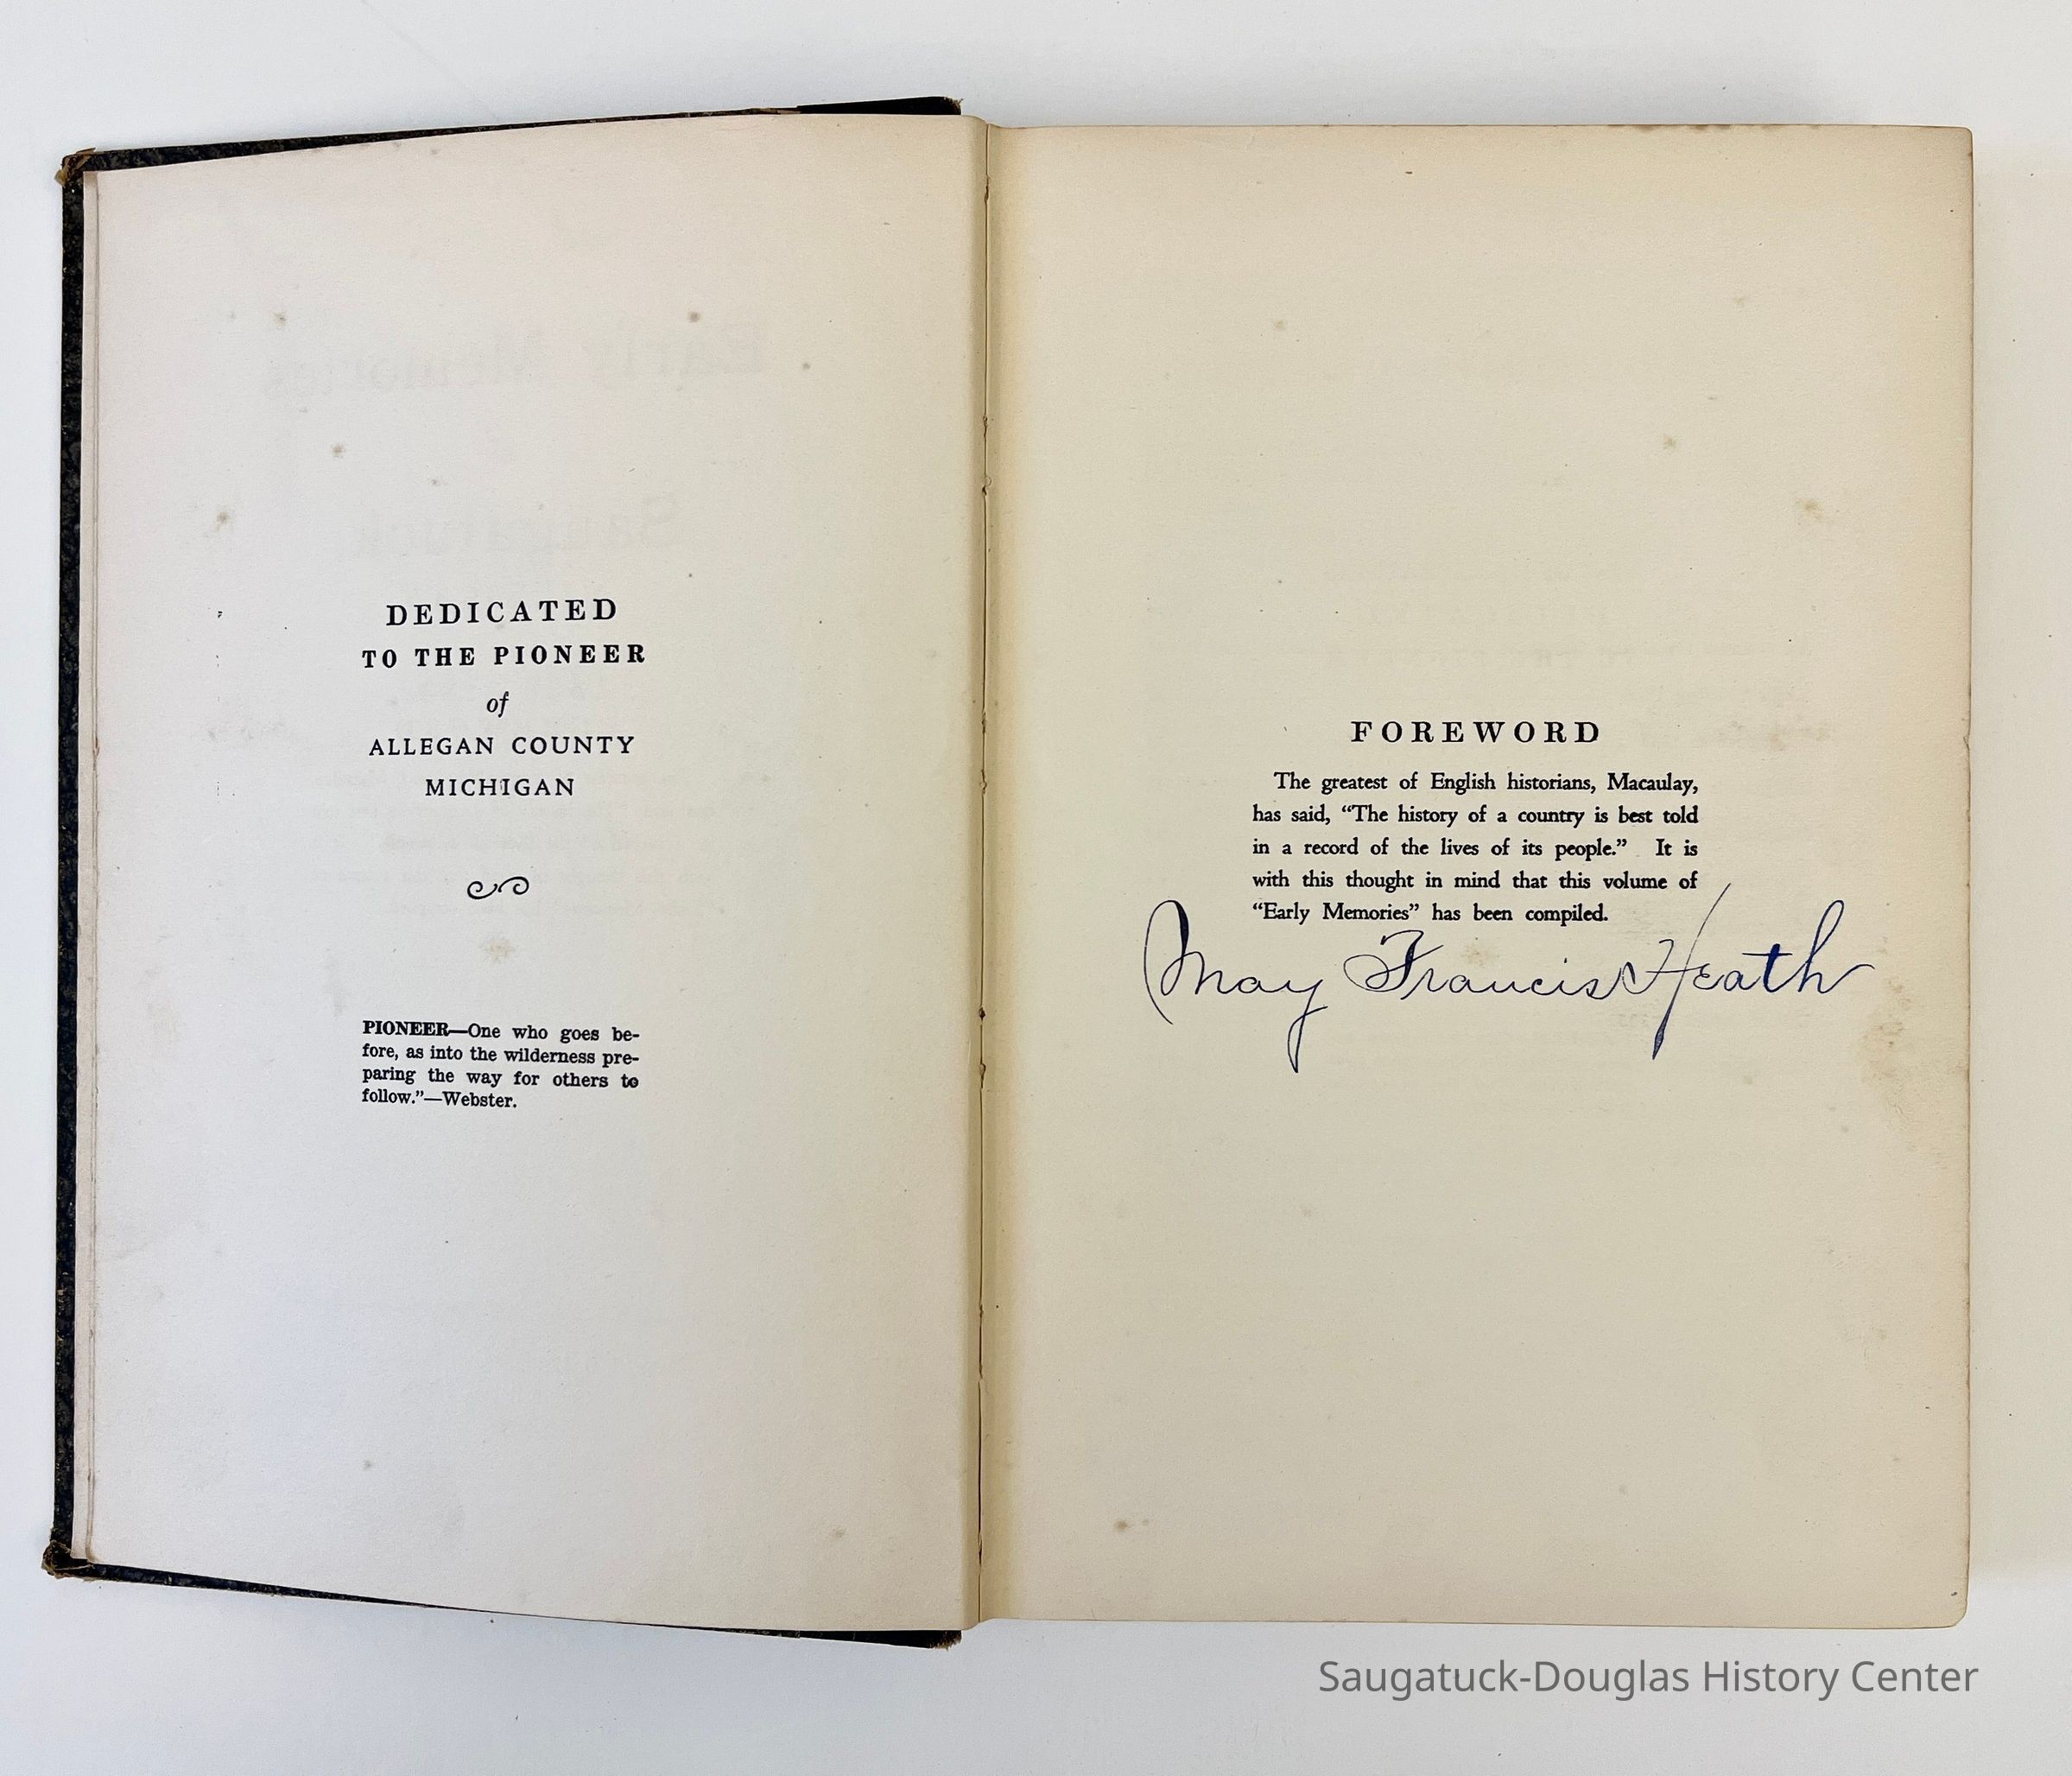 DEDICATED
TO THE PIONEER
of
ALLEGAN COUNTY
MICHIGAN
PIONEER—One who goes be-
fore, as into the wilderness pre-
paring the way for others to
follow.”—Webster.
FOREWORD
The greatest of English historians, Macaulay,
has said, “The history of a country is best told
in a record of the lives of its people.” It is
with this thought in mind that this volume of
“Early Memories” has been compiled.
May Francis Heath
Saugatuck-Douglas History Center